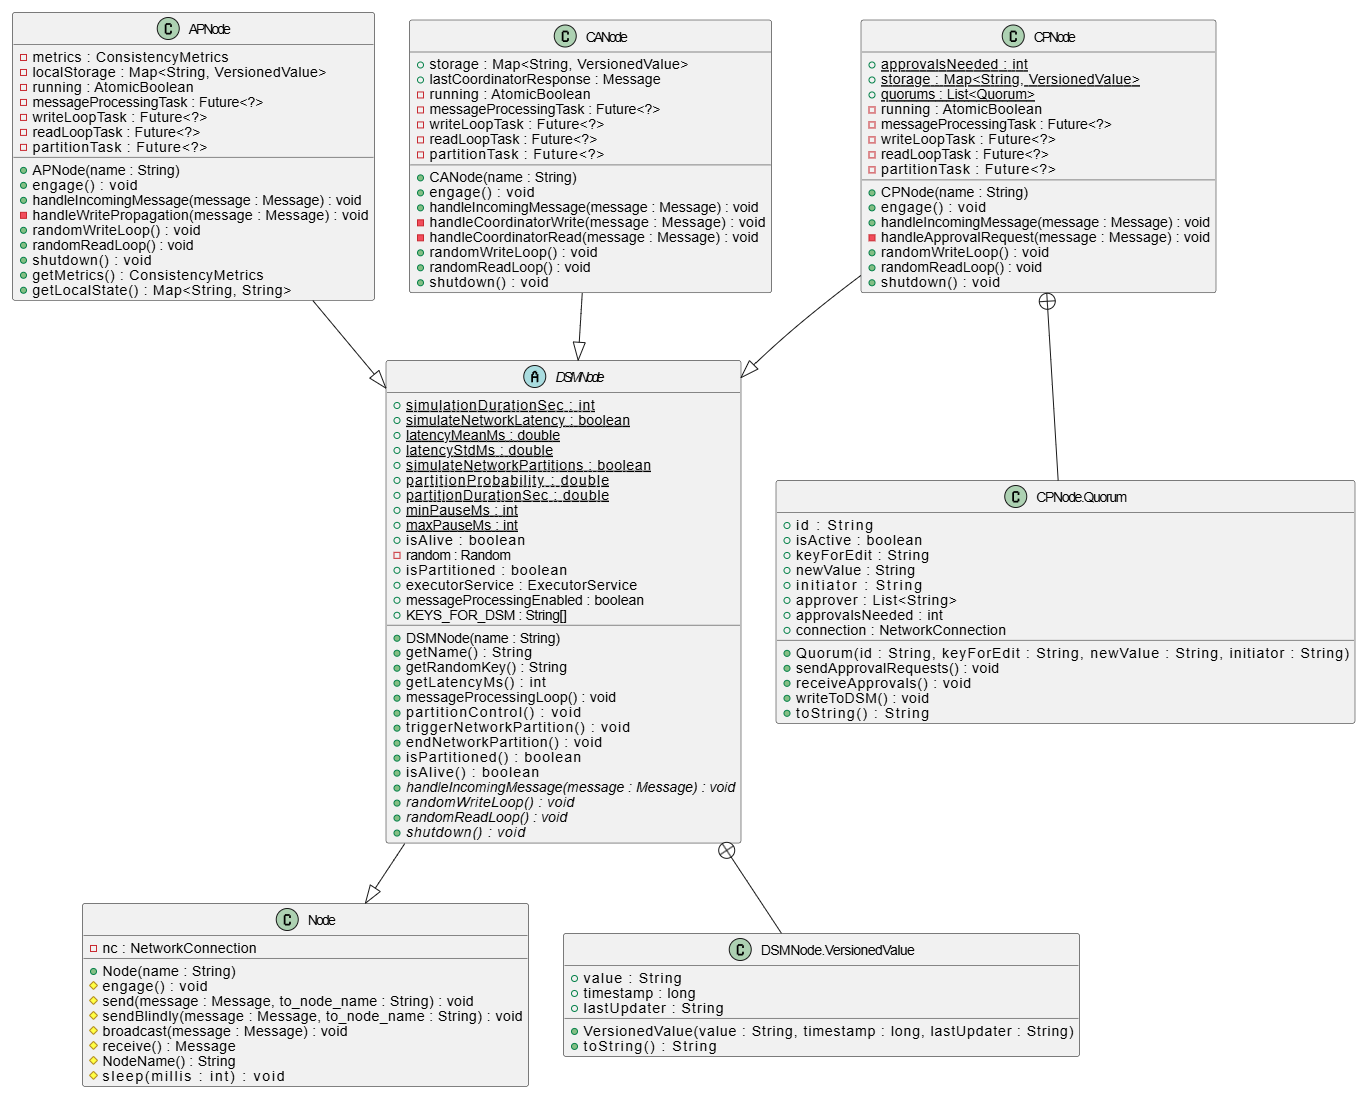 C APNode
metrics : ConsistencyMetrics
localStorage : Map<String, VersionedValue>
running : AtomicBoolean
messageProcessingTask : Future<?>
writeLoopTask : Future<?>
readLoopTask : Future<?>
partitionTask : Future<?>
APNode(name : String)
engage() : void
handleIncomingMessage(message : Message) : void
handleWritePropagation(message : Message) : void
randomWriteLoop() : void
randomReadLoop() : void
shutdown() : void
getMetrics() : ConsistencyMetrics
getLocalState() : Map<String, String>
C CANode
storage : Map<String, VersionedValue>
lastCoordinatorResponse : Message
running : AtomicBoolean
messageProcessingTask : Future<?>
writeLoopTask : Future<?>
readLoopTask : Future<?>
partitionTask : Future<?>
CANode(name : String)
engage() : void
handleIncomingMessage(message : Message) : void
handleCoordinatorWrite(message : Message) : void
handleCoordinatorRead(message : Message) : void
randomWriteLoop() : void
randomReadLoop() : void
shutdown() : void
C CPNode
approvalsNeeded : int
storage : Map<String, VersionedValue>
quorums : List<Quorum>
running : AtomicBoolean
messageProcessingTask : Future<?>
writeLoopTask : Future<?>
readLoopTask : Future<?>
partitionTask : Future<?>
CPNode(name : String)
engage() : void
handleIncomingMessage(message : Message) : void
handleApprovalRequest(message : Message) : void
randomWriteLoop() : void
randomReadLoop() : void
shutdown() : void
A DSMNode
simulationDurationSec : int
simulateNetworkLatency : boolean
latencyMeanMs : double
latencyStdMs : double
simulateNetworkPartitions : boolean
partitionProbability : double
partitionDurationSec : double
minPauseMs : int
maxPauseMs : int
isAlive : boolean
random : Random
isPartitioned : boolean
executorService : ExecutorService
messageProcessingEnabled : boolean
KEYS_FOR_DSM : String[]
DSMNode(name : String)
getName() : String
getRandomKey() : String
getLatencyMs() : int
messageProcessingLoop() : void
partitionControl() : void
triggerNetworkPartition() : void
endNetworkPartition() : void
isPartitioned() : boolean
isAlive() : boolean
handleIncomingMessage(message : Message) : void
randomWriteLoop() : void
randomReadLoop() : void
shutdown() : void
C CPNode.Quorum
id : String
isActive : boolean
keyForEdit : String
newValue : String
initiator : String
approver : List<String>
approvalsNeeded : int
connection : NetworkConnection
Quorum(id : String, keyForEdit : String, newValue : String, initiator : String)
sendApprovalRequests() : void
receiveApprovals() : void
writeToDSM() : void
toString() : String
C Node
nc : NetworkConnection
Node(name : String)
engage() : void
send(message : Message, to_node_name : String) : void
sendBlindly(message : Message, to_node_name : String) : void
broadcast(message : Message) : void
receive() : Message
NodeName() : String
sleep(millis : int) : void
C DSMNode.VersionedValue
value : String
timestamp : long
lastUpdater : String
VersionedValue(value : String, timestamp : long, lastUpdater : String)
toString() : String